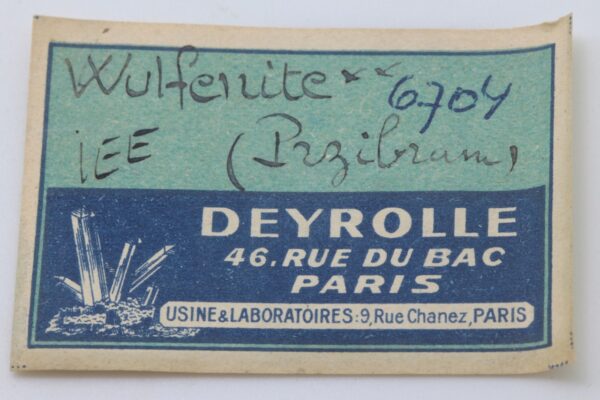 Wulfenite ** 6704
IEE (Przibram)
DEYROLLE
46. RUE DU BAC
PARIS
USINE & LABORATOIRES: 9, Rue Chanez, PARIS